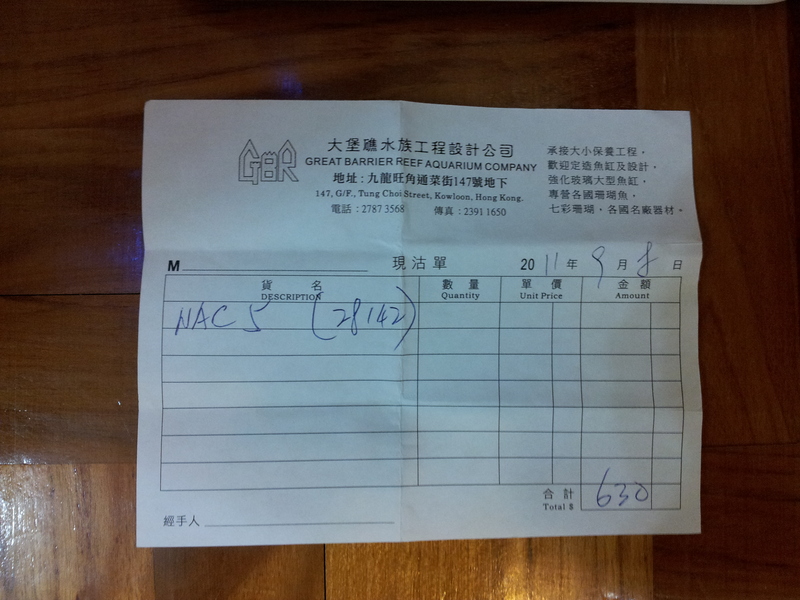 GBR
大堡礁水族工程設計公司
GREAT BARRIER REEF AQUARIUM COMPANY
地址：九龍旺角通菜街147號地下
147, G/F., Tung Choi Street, Kowloon, Hong Kong.
電話：2787 3568 傳真：2391 1650
承接大小保養工程，
歡迎定造魚缸及設計，
強化玻璃大型魚缸，
專營各國珊瑚魚，
七彩珊瑚，各國名廠器材。
M
現沽單
2011年9月8日
貨名 數量 單價 金額
DESCRIPTION Quantity Unit Price Amount
NAC 5 (28142)
合計 630
Total $
經手人